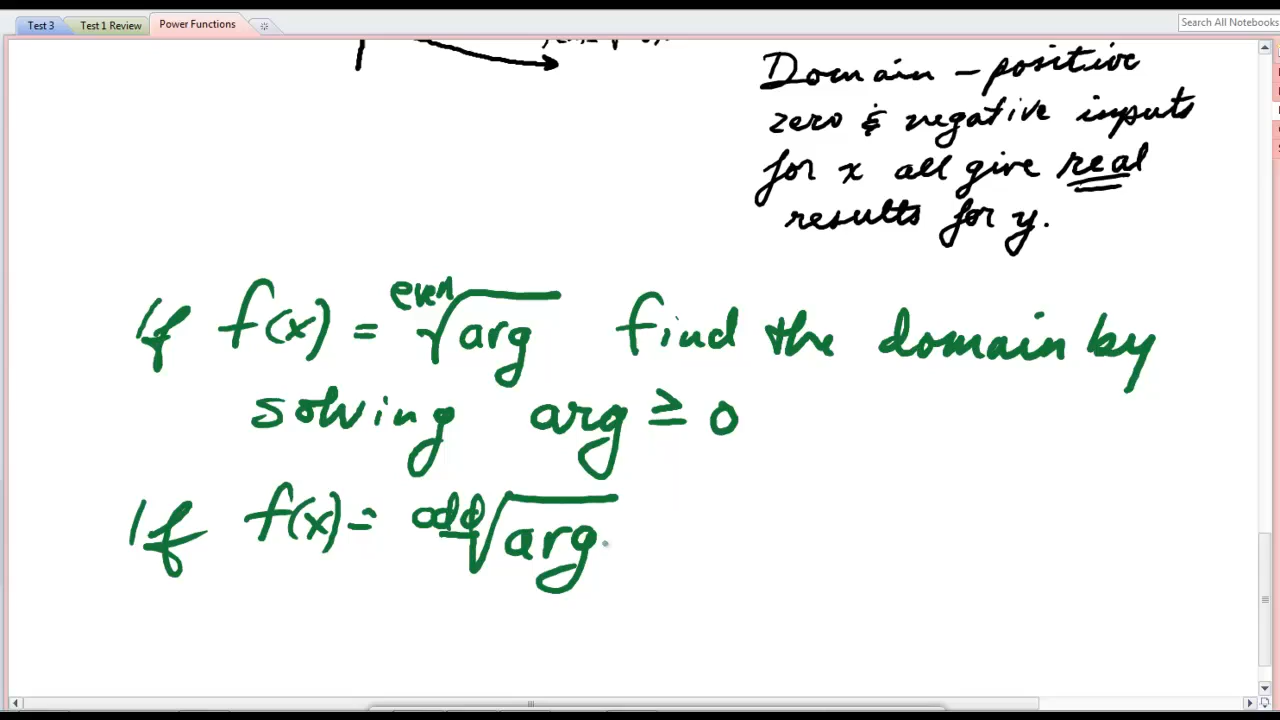 Test 3 Test 1 Review Power Functions
Search All Notebooks
Domain – positive
zero & negative inputs
for x all give real
results for y.
If f(x) = even√arg find the domain by
solving arg ≥ 0
If f(x) = odd√arg